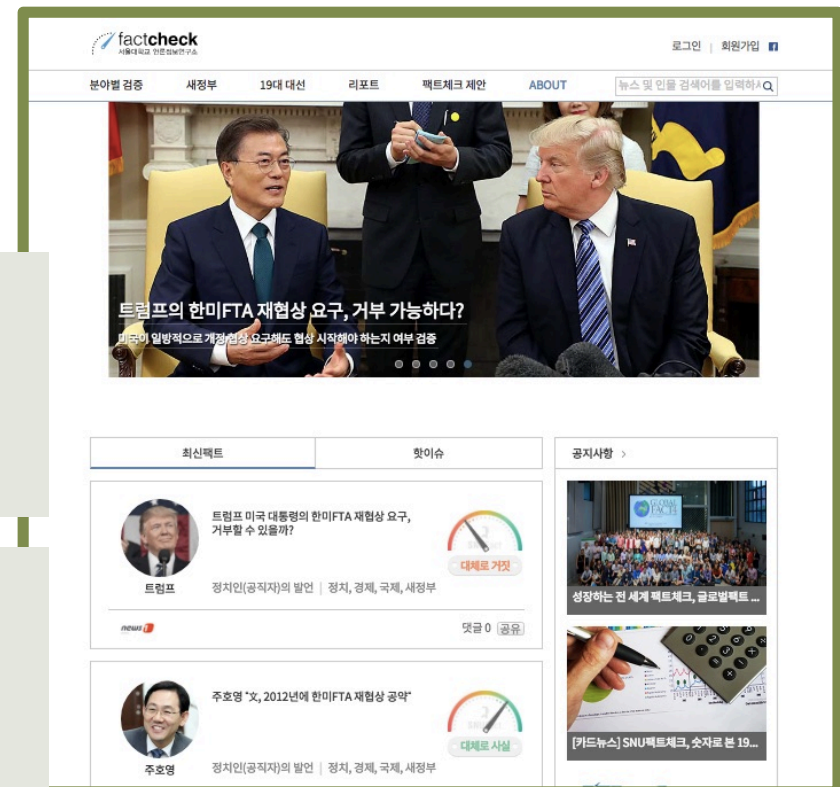 factcheck
서울대학교 언론정보연구소
로그인 | 회원가입
분야별 검증 새정부 19대 대선 리포트 팩트체크 제안 ABOUT 뉴스 및 인물 검색어를 입력하시
트럼프의 한미FTA 재협상 요구, 거부 가능하다?
미국이 일방적으로 개정 협상 요구해도 협상 시작해야 하는지 여부 검증
최신팩트 핫이슈 공지사항 >
트럼프 미국 대통령의 한미FTA 재협상 요구,
거부할 수 있을까?
대체로 거짓
트럼프
정치인(공직자)의 발언 | 정치, 경제, 국제, 새정부
news1
댓글 0 공유
GLOBAL
FACT
성장하는 전 세계 팩트체크, 글로벌팩트 ...
주호영 "文, 2012년에 한미FTA 재협상 공약"
대체로 사실
주호영
정치인(공직자)의 발언 | 정치, 경제, 국제, 새정부
[카드뉴스] SNU팩트체크, 숫자로 본 19...